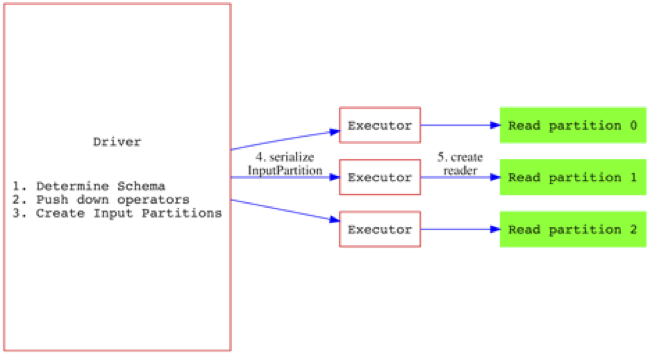 Driver
1. Determine Schema
2. Push down operators
3. Create Input Partitions
4. serialize
InputPartition
Executor
Executor
Executor
5. create
reader
Read partition 0
Read partition 1
Read partition 2